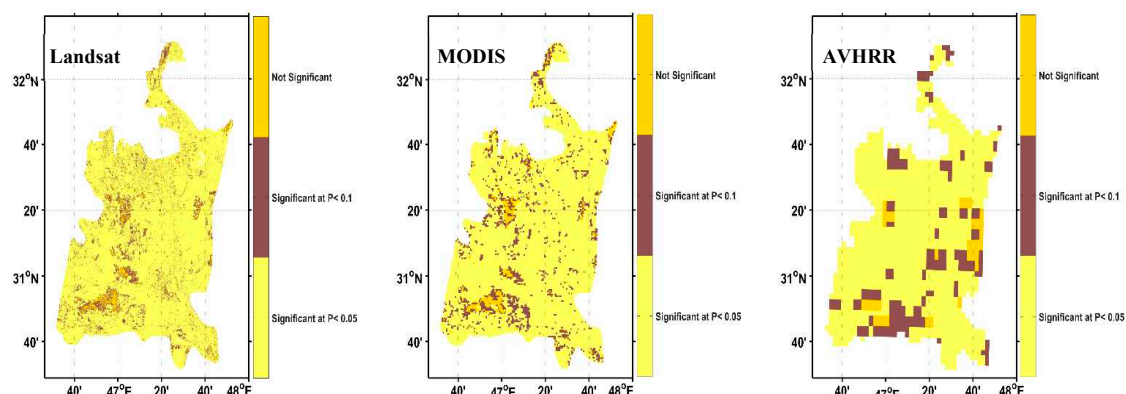 Landsat
32°N
40'
20'
31°N
40'
40' 47°E 20' 40' 48°E
Not Significant
Significant at P< 0.1
Significant at P< 0.05
MODIS
32°N
40'
20'
31°N
40'
40' 47°E 20' 40' 48°E
Not Significant
Significant at P< 0.1
Significant at P< 0.05
AVHRR
32°N
40'
20'
31°N
40'
40' 47°E 20' 40' 48°E
Not Significant
Significant at P< 0.1
Significant at P< 0.05